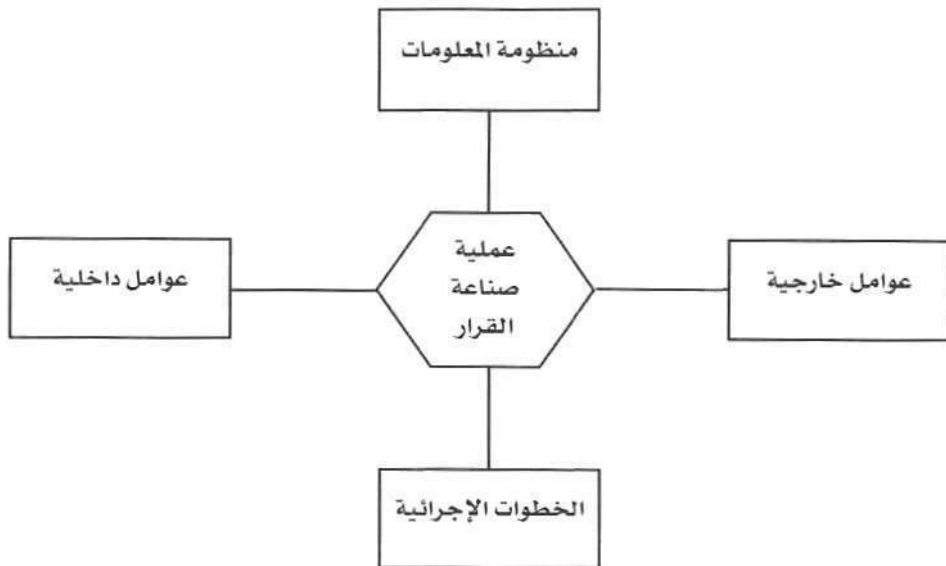 منظومة المعلومات
عملية
صناعة
القرار
عوامل خارجية
عوامل داخلية
الخطوات الإجرائية